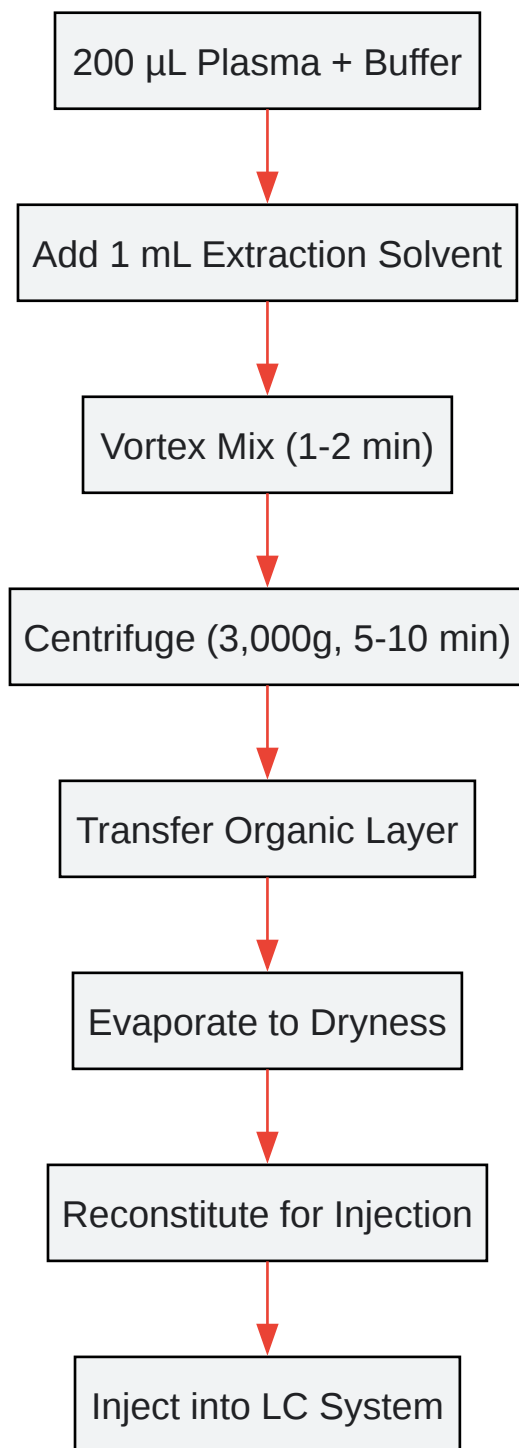 200 µL Plasma + Buffer
Add 1 mL Extraction Solvent
Vortex Mix (1-2 min)
Centrifuge (3,000g, 5-10 min)
Transfer Organic Layer
Evaporate to Dryness
Reconstitute for Injection
Inject into LC System